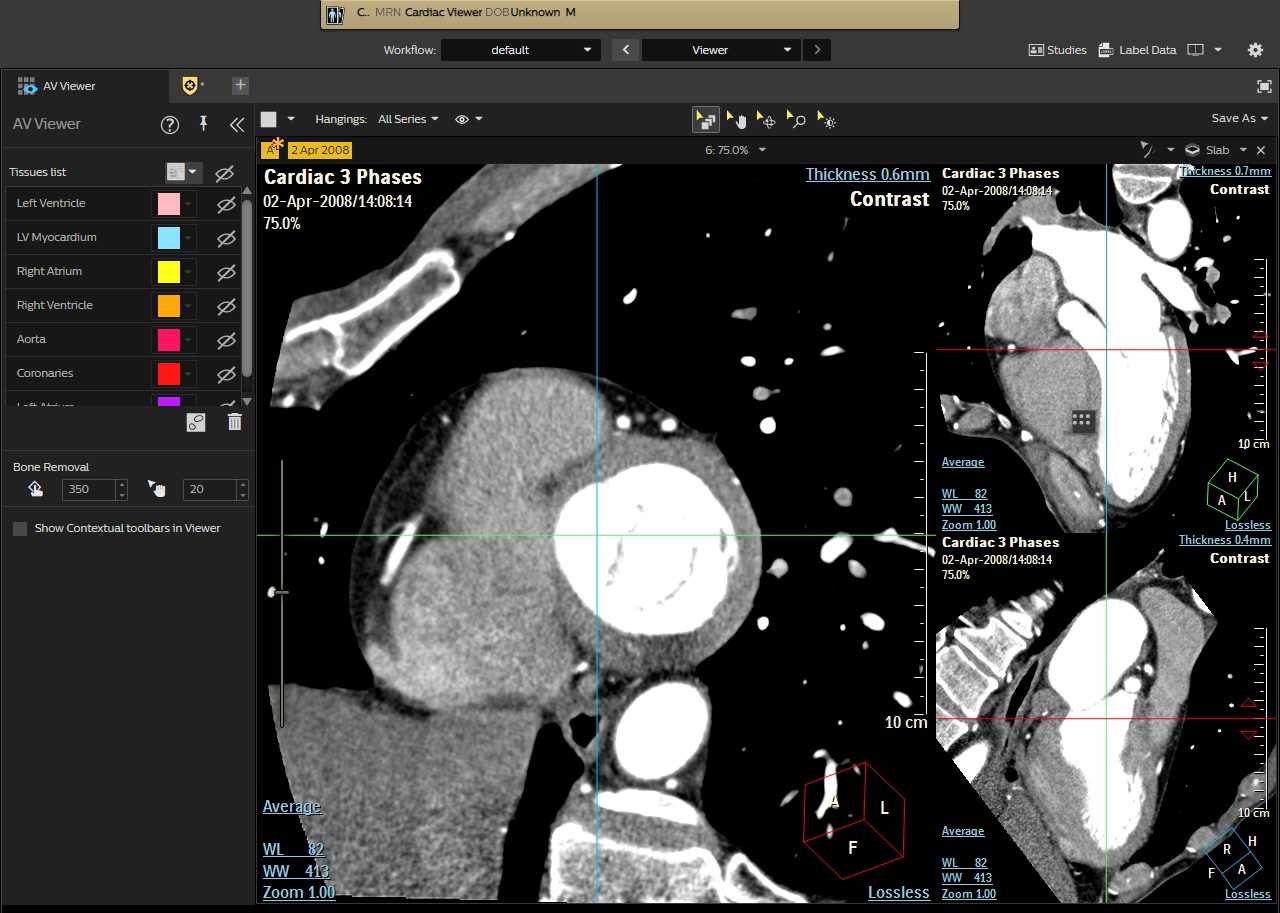 C.. MRN Cardiac Viewer DOB Unknown M
Workflow: default Viewer Studies Label Data
AV Viewer
AV Viewer ? Hangings: All Series Save As
2 Apr 2008 6: 75.0% Slab
Tissues list
Left Ventricle
LV Myocardium
Right Atrium
Right Ventricle
Aorta
Coronaries
Left Atrium
Bone Removal
350 20
Show Contextual toolbars in Viewer
Cardiac 3 Phases
02-Apr-2008/14:08:14
75.0%
Thickness 0.6mm
Contrast
10 cm
Average
WL 82
WW 413
Zoom 1.00
A
L
F
Lossless
Cardiac 3 Phases
02-Apr-2008/14:08:14
75.0%
Thickness 0.7mm
Contrast
10 cm
Average
WL 82
WW 413
Zoom 1.00
H
A L
Lossless
Cardiac 3 Phases
02-Apr-2008/14:08:14
75.0%
Thickness 0.4mm
Contrast
10 cm
Average
WL 82
WW 413
Zoom 1.00
R H
F A
Lossless